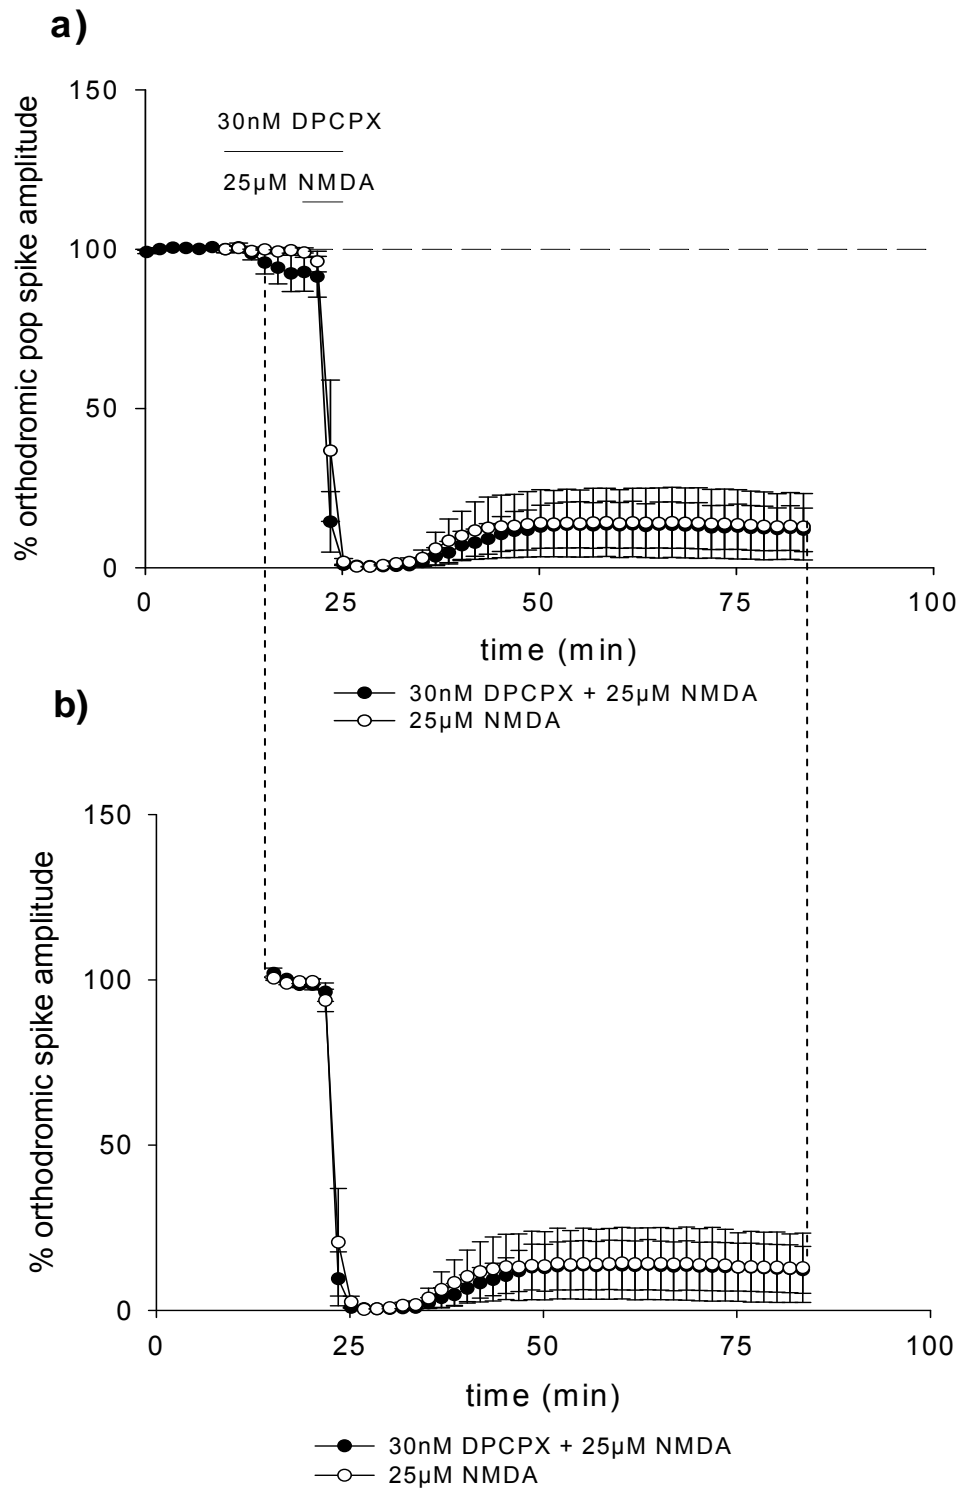 a)
150
30nM DPCPX
25µM NMDA
100
50
0
0 25 50 75 100
% orthodromic pop spike amplitude
time (min)
30nM DPCPX + 25µM NMDA
25µM NMDA
b)
150
100
50
0
0 25 50 75 100
% orthodromic spike amplitude
time (min)
30nM DPCPX + 25µM NMDA
25µM NMDA